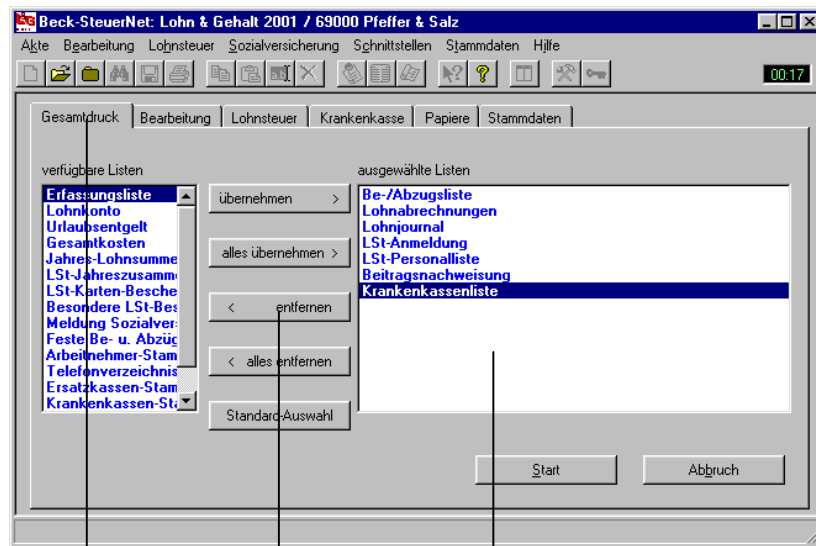 Beck-SteuerNet: Lohn & Gehalt 2001 / 69000 Pfeffer & Salz
Akte Bearbeitung Lohnsteuer Sozialversicherung Schnittstellen Stammdaten Hilfe
00:17
Gesamtdruck Bearbeitung Lohnsteuer Krankenkasse Papiere Stammdaten
verfügbare Listen
Erfassungsliste
Lohnkonto
Urlaubsentgelt
Gesamtkosten
Jahres-Lohnsumme
LSt-Jahreszusamm
LSt-Karten-Besche
Besondere LSt-Bes
Meldung Sozialver
Feste Be- u. Abzüg
Arbeitnehmer-Stam
Telefonverzeichnis
Ersatzkassen-Stam
Krankenkassen-Sta
übernehmen >
alles übernehmen >
< entfernen
< alles entfernen
Standard-Auswahl
ausgewählte Listen
Be-/Abzugsliste
Lohnabrechnungen
Lohnjournal
LSt-Anmeldung
LSt-Personalliste
Beitragsnachweisung
Krankenkassenliste
Start Abbruch